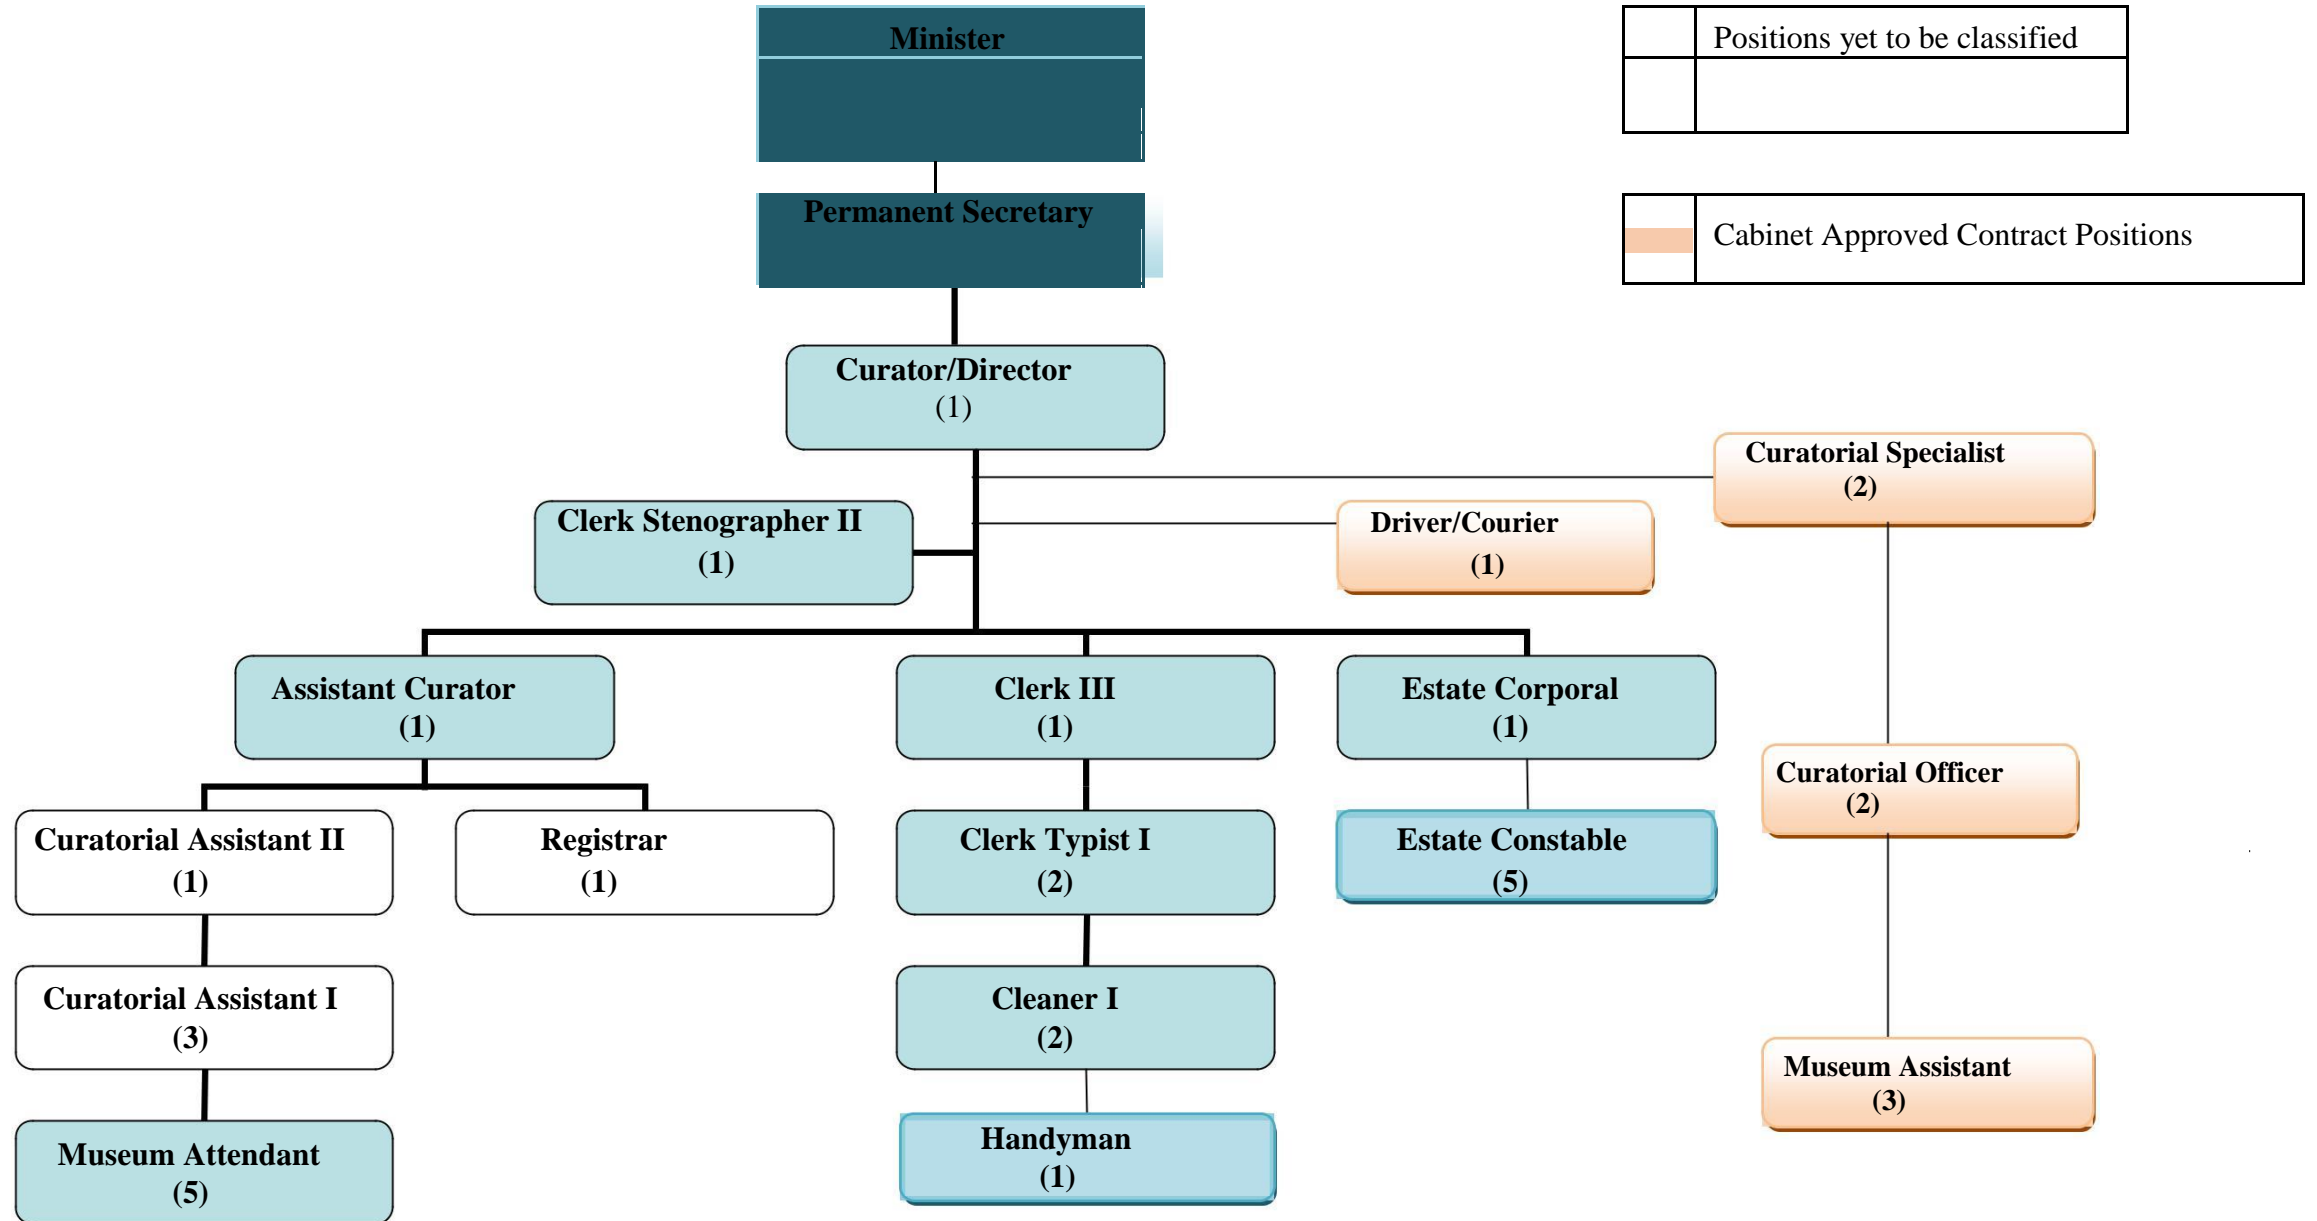 Minister
Positions yet to be classified
Permanent Secretary
Cabinet Approved Contract Positions
Curator/Director
(1)
Curatorial Specialist
(2)
Clerk Stenographer II
(1)
Driver/Courier
(1)
Assistant Curator
(1)
Clerk III
(1)
Estate Corporal
(1)
Curatorial Officer
(2)
Curatorial Assistant II
(1)
Registrar
(1)
Clerk Typist I
(2)
Estate Constable
(5)
Curatorial Assistant I
(3)
Cleaner I
(2)
Museum Assistant
(3)
Museum Attendant
(5)
Handyman
(1)